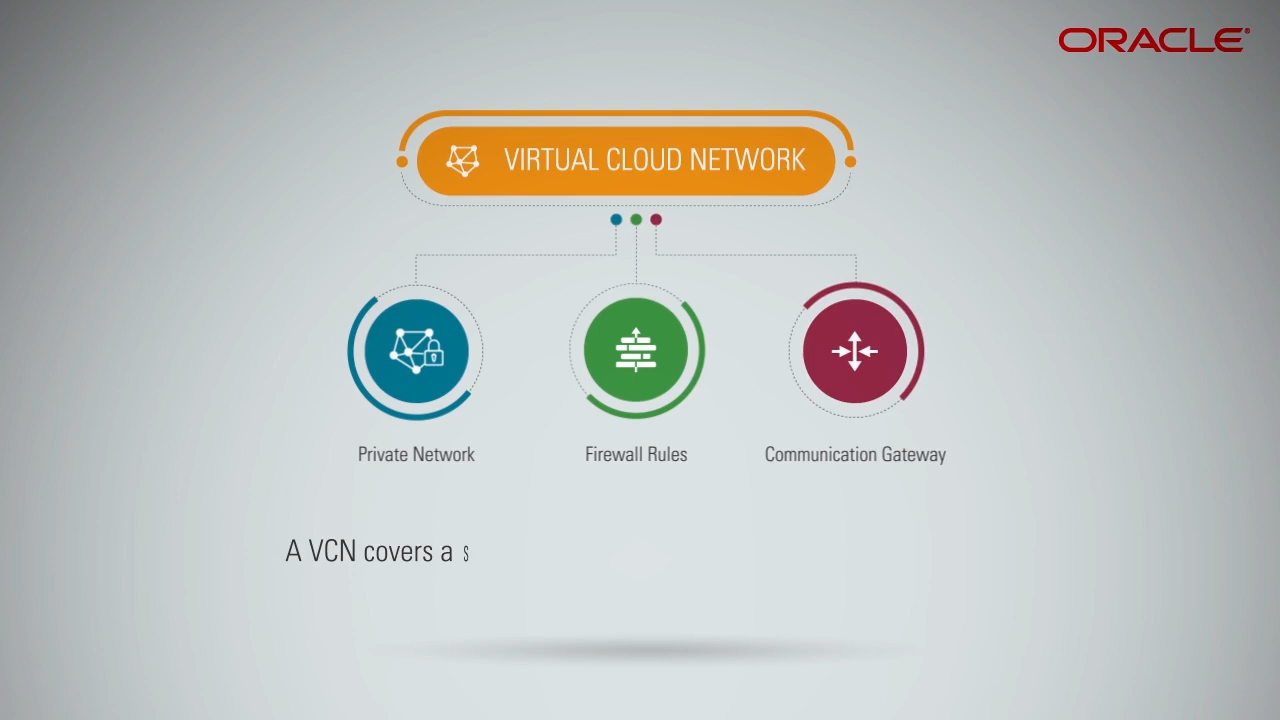 ORACLE®
VIRTUAL CLOUD NETWORK
Private Network
Firewall Rules
Communication Gateway
A VCN covers a s